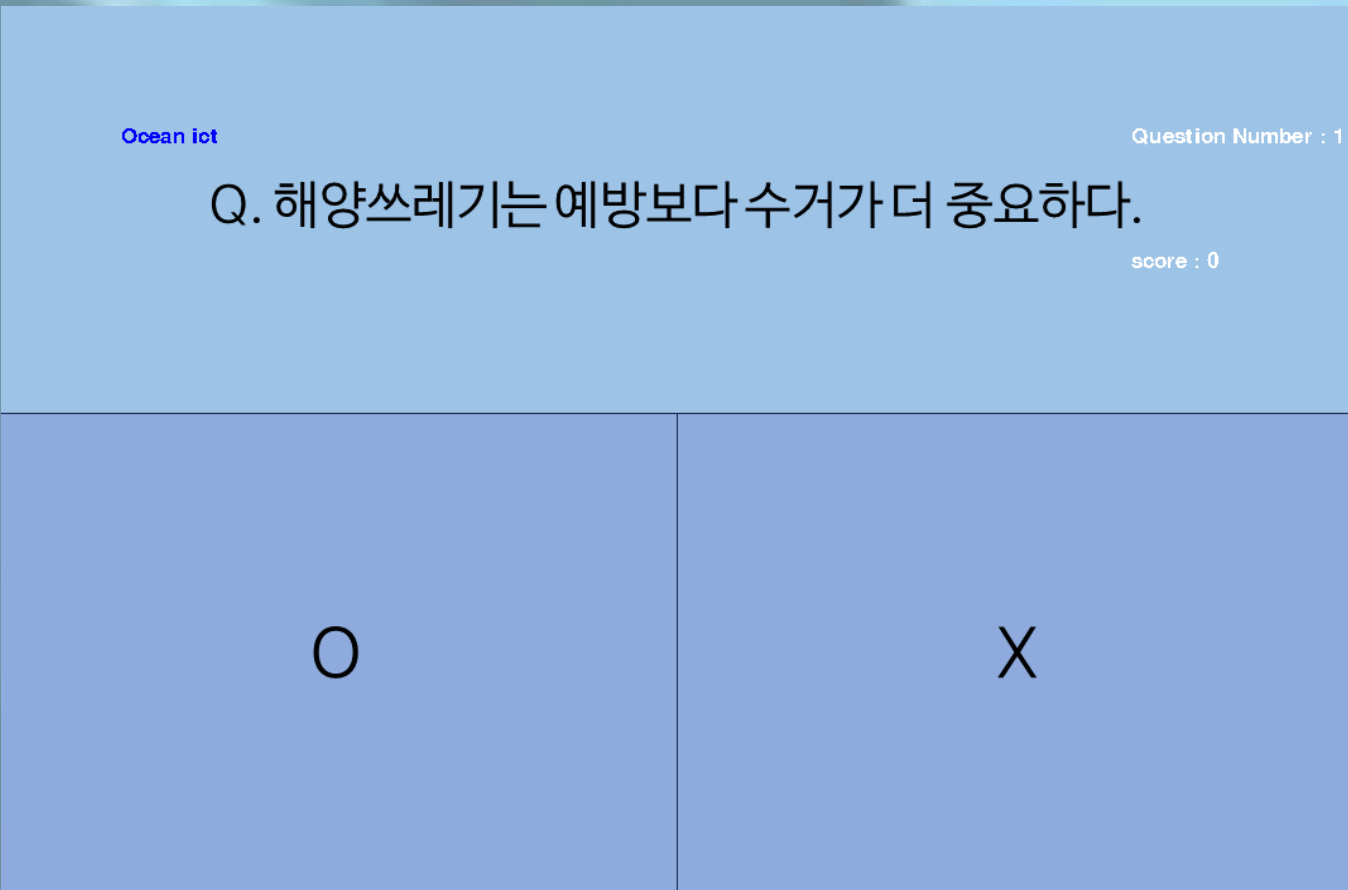 Ocean ict
Question Number : 1
Q. 해양쓰레기는 예방보다 수거가 더 중요하다.
score : 0
O
X